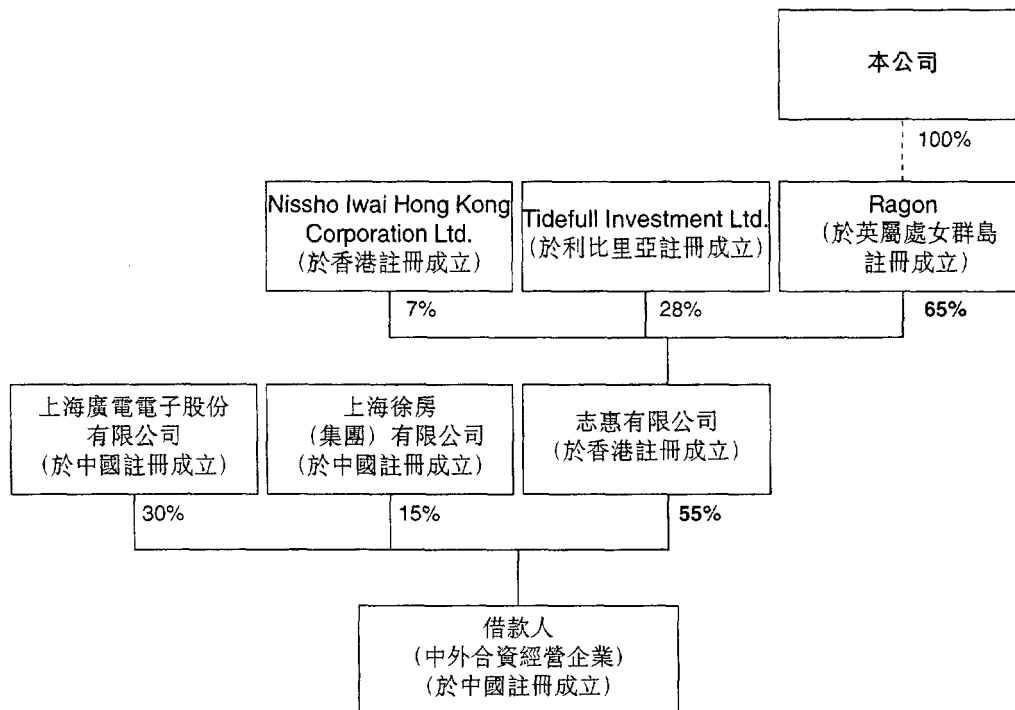 本公司
100%
Nissho Iwai Hong Kong
Corporation Ltd.
（於香港註冊成立）
Tidefull Investment Ltd.
（於利比里亞註冊成立）
Ragon
（於英屬處女群島
註冊成立）
7%
28%
65%
上海廣電電子股份
有限公司
（於中國註冊成立）
上海徐房
（集團）有限公司
（於中國註冊成立）
志惠有限公司
（於香港註冊成立）
30%
15%
55%
借款人
（中外合資經營企業）
（於中國註冊成立）